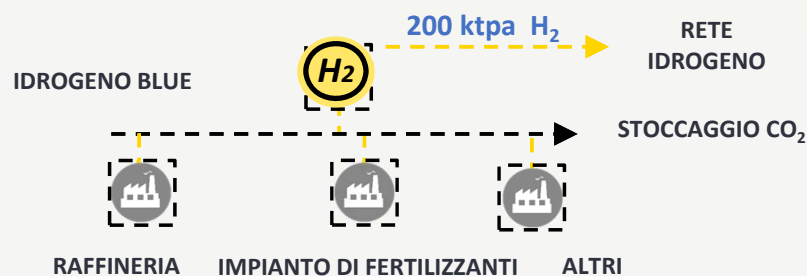 200 ktpa H₂
RETE
IDROGENO
H2
IDROGENO BLUE
STOCCAGGIO CO₂
RAFFINERIA
IMPIANTO DI FERTILIZZANTI
ALTRI